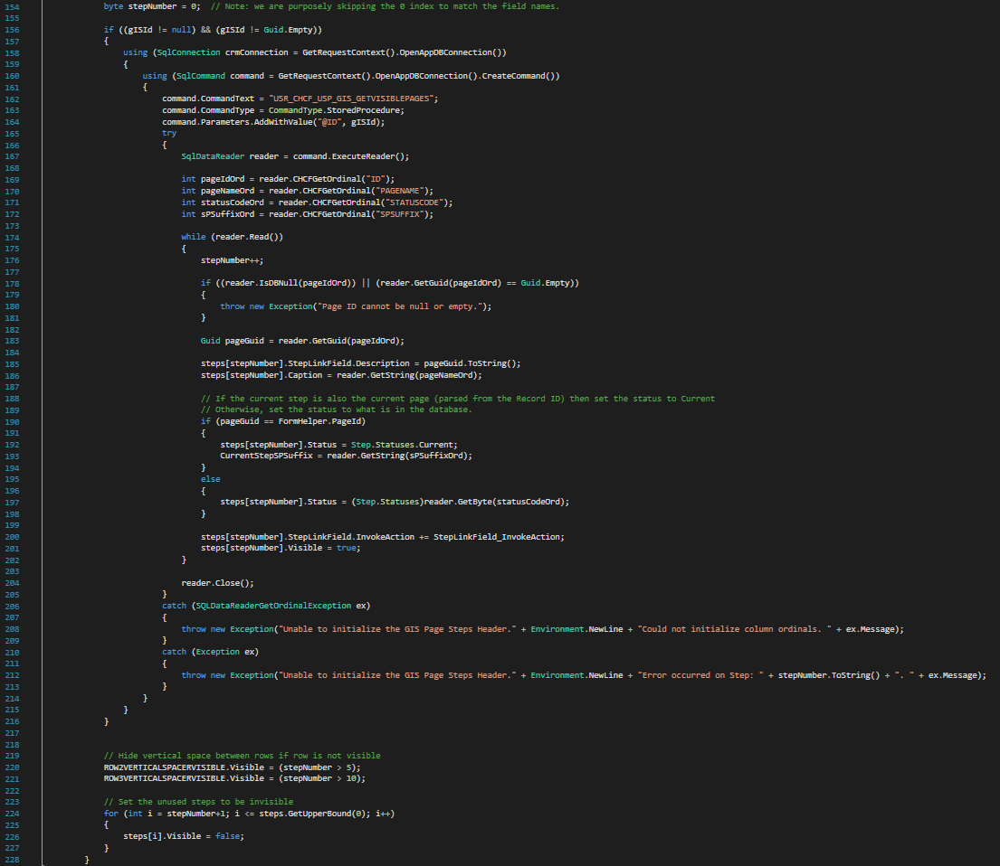 154 byte stepNumber = 0;  // Note: we are purposely skipping the 0 index to match the field names.
155
156 if ((gISId != null) && (gISId != Guid.Empty))
157 {
158 using (SqlConnection crmConnection = GetRequestContext().OpenAppDBConnection())
159 {
160 using (SqlCommand command = GetRequestContext().OpenAppDBConnection().CreateCommand())
161 {
162 command.CommandText = "USR_CHCF_USP_GIS_GETVISIBLEPAGES";
163 command.CommandType = CommandType.StoredProcedure;
164 command.Parameters.AddWithValue("@ID", gISId);
165 try
166 {
167 SqlDataReader reader = command.ExecuteReader();
168
169 int pageIdOrd = reader.CHCFGetOrdinal("ID");
170 int pageNameOrd = reader.CHCFGetOrdinal("PAGENAME");
171 int statusCodeOrd = reader.CHCFGetOrdinal("STATUSCODE");
172 int sPSuffixOrd = reader.CHCFGetOrdinal("SPSUFFIX");
173
174 while (reader.Read())
175 {
176 stepNumber++;
177
178 if ((reader.IsDBNull(pageIdOrd)) || (reader.GetGuid(pageIdOrd) == Guid.Empty))
179 {
180 throw new Exception("Page ID cannot be null or empty.");
181 }
182
183 Guid pageGuid = reader.GetGuid(pageIdOrd);
184
185 steps[stepNumber].StepLinkField.Description = pageGuid.ToString();
186 steps[stepNumber].Caption = reader.GetString(pageNameOrd);
187
188 // If the current step is also the current page (parsed from the Record ID) then set the status to Current
189 // Otherwise, set the status to what is in the database.
190 if (pageGuid == FormHelper.PageId)
191 {
192 steps[stepNumber].Status = Step.Statuses.Current;
193 CurrentStepSPSuffix = reader.GetString(sPSuffixOrd);
194 }
195 else
196 {
197 steps[stepNumber].Status = (Step.Statuses)reader.GetByte(statusCodeOrd);
198 }
199
200 steps[stepNumber].StepLinkField.InvokeAction += StepLinkField_InvokeAction;
201 steps[stepNumber].Visible = true;
202 }
203
204 reader.Close();
205 }
206 catch (SQLDataReaderGetOrdinalException ex)
207 {
208 throw new Exception("Unable to initialize the GIS Page Steps Header." + Environment.NewLine + "Could not initialize column ordinals. " + ex.Message);
209 }
210 catch (Exception ex)
211 {
212 throw new Exception("Unable to initialize the GIS Page Steps Header." + Environment.NewLine + "Error occurred on Step: " + stepNumber.ToString() + ". " + ex.Message);
213 }
214 }
215 }
216 }
217
218
219 // Hide vertical space between rows if row is not visible
220 ROW2VERTICALSPACERVISIBLE.Visible = (stepNumber > 5);
221 ROW3VERTICALSPACERVISIBLE.Visible = (stepNumber > 10);
222
223 // Set the unused steps to be invisible
224 for (int i = stepNumber+1; i <= steps.GetUpperBound(0); i++)
225 {
226 steps[i].Visible = false;
227 }
228 }